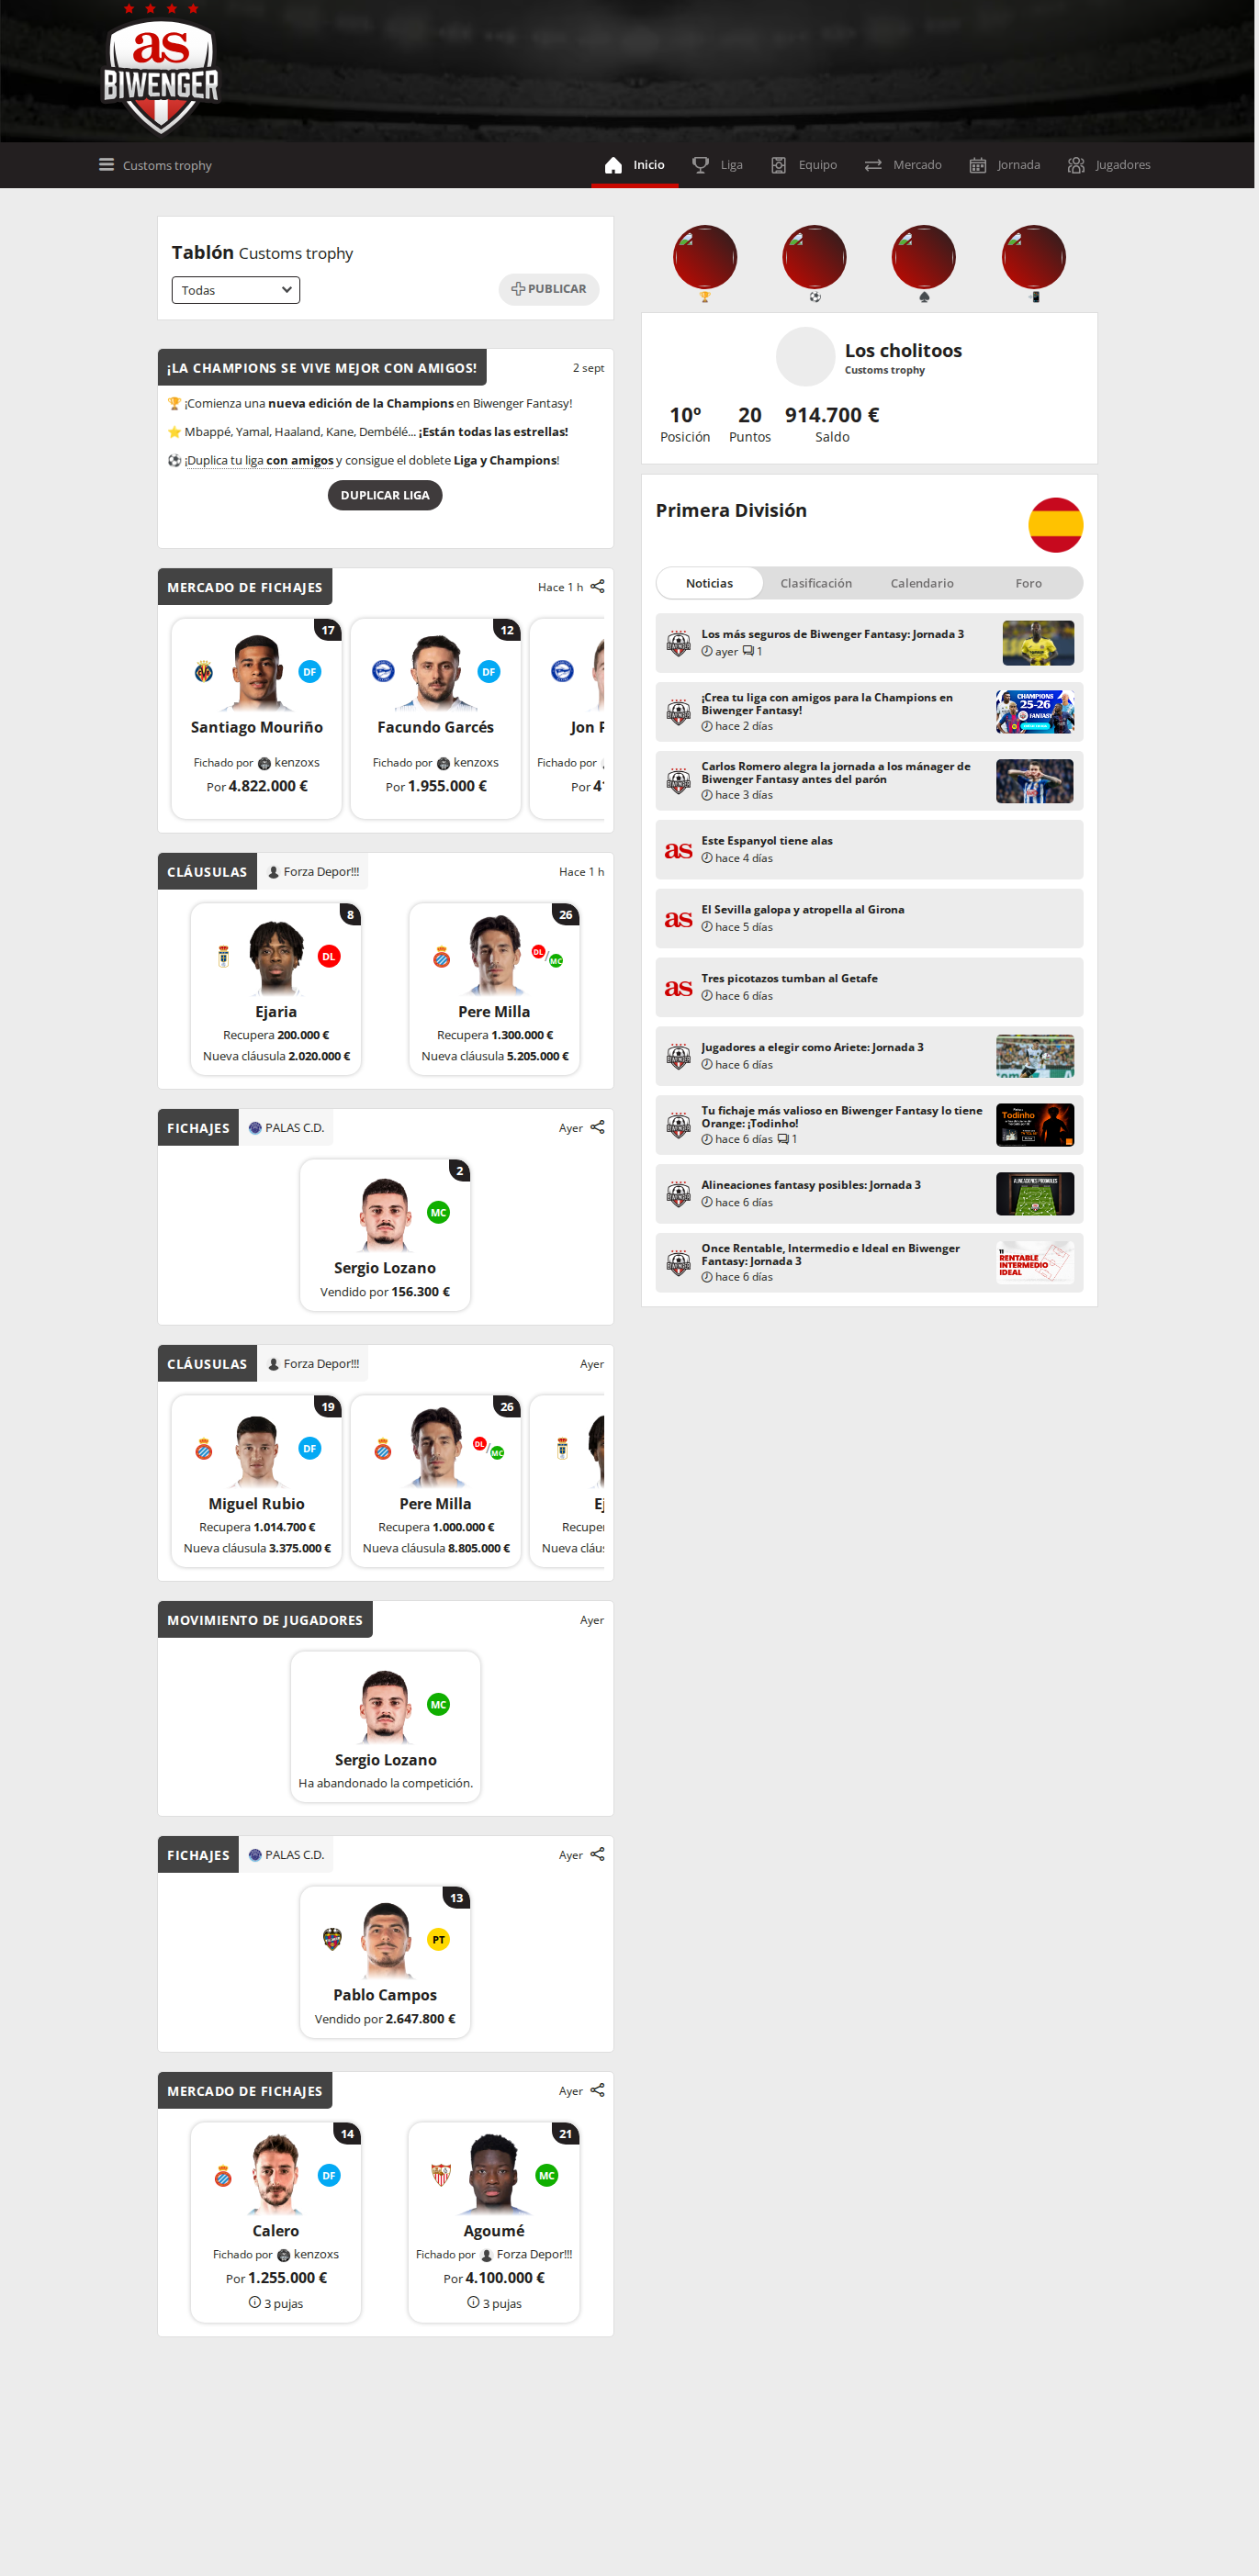 as
BIWENGER
Customs trophy
Inicio
Liga
Equipo
Mercado
Jornada
Jugadores
Tablón Customs trophy
Todas
PUBLICAR
¡LA CHAMPIONS SE VIVE MEJOR CON AMIGOS!
2 sept
🏆 ¡Comienza una nueva edición de la Champions en Biwenger Fantasy!
⭐ Mbappé, Yamal, Haaland, Kane, Dembélé... ¡Están todas las estrellas!
⚽ ¡Duplica tu liga con amigos y consigue el doblete Liga y Champions!
DUPLICAR LIGA
MERCADO DE FICHAJES
Hace 1 h
17
DF
Santiago Mouriño
Fichado por kenzoxs
Por 4.822.000 €
12
DF
Facundo Garcés
Fichado por kenzoxs
Por 1.955.000 €
Jon
Fichado por
Por
CLÁUSULAS
Forza Depor!!!
Hace 1 h
8
DL
Ejaria
Recupera 200.000 €
Nueva cláusula 2.020.000 €
26
DL/MC
Pere Milla
Recupera 1.300.000 €
Nueva cláusula 5.205.000 €
FICHAJES
PALAS C.D.
Ayer
2
MC
Sergio Lozano
Vendido por 156.300 €
CLÁUSULAS
Forza Depor!!!
Ayer
19
DF
Miguel Rubio
Recupera 1.014.700 €
Nueva cláusula 3.375.000 €
26
DL/MC
Pere Milla
Recupera 1.000.000 €
Nueva cláusula 8.805.000 €
Nueva
MOVIMIENTO DE JUGADORES
Ayer
MC
Sergio Lozano
Ha abandonado la competición.
FICHAJES
PALAS C.D.
Ayer
13
PT
Pablo Campos
Vendido por 2.647.800 €
MERCADO DE FICHAJES
Ayer
14
DF
Calero
Fichado por kenzoxs
Por 1.255.000 €
3 pujas
21
MC
Agoumé
Fichado por Forza Depor!!!
Por 4.100.000 €
3 pujas
Los cholitoos
Customs trophy
10º
Posición
20
Puntos
914.700 €
Saldo
Primera División
Noticias
Clasificación
Calendario
Foro
Los más seguros de Biwenger Fantasy: Jornada 3
ayer 1
¡Crea tu liga con amigos para la Champions en
Biwenger Fantasy!
hace 2 días
CHAMPIONS
25-26
FANTASY
Carlos Romero alegra la jornada a los mánager de
Biwenger Fantasy antes del parón
hace 3 días
as
Este Espanyol tiene alas
hace 4 días
as
El Sevilla galopa y atropella al Girona
hace 5 días
as
Tres picotazos tumban al Getafe
hace 6 días
Jugadores a elegir como Ariete: Jornada 3
hace 6 días
Tu fichaje más valioso en Biwenger Fantasy lo tiene
Orange: ¡Todinho!
hace 6 días 1
Todinho
Alineaciones fantasy posibles: Jornada 3
hace 6 días
Once Rentable, Intermedio e Ideal en Biwenger
Fantasy: Jornada 3
hace 6 días
11
RENTABLE
INTERMEDIO
IDEAL